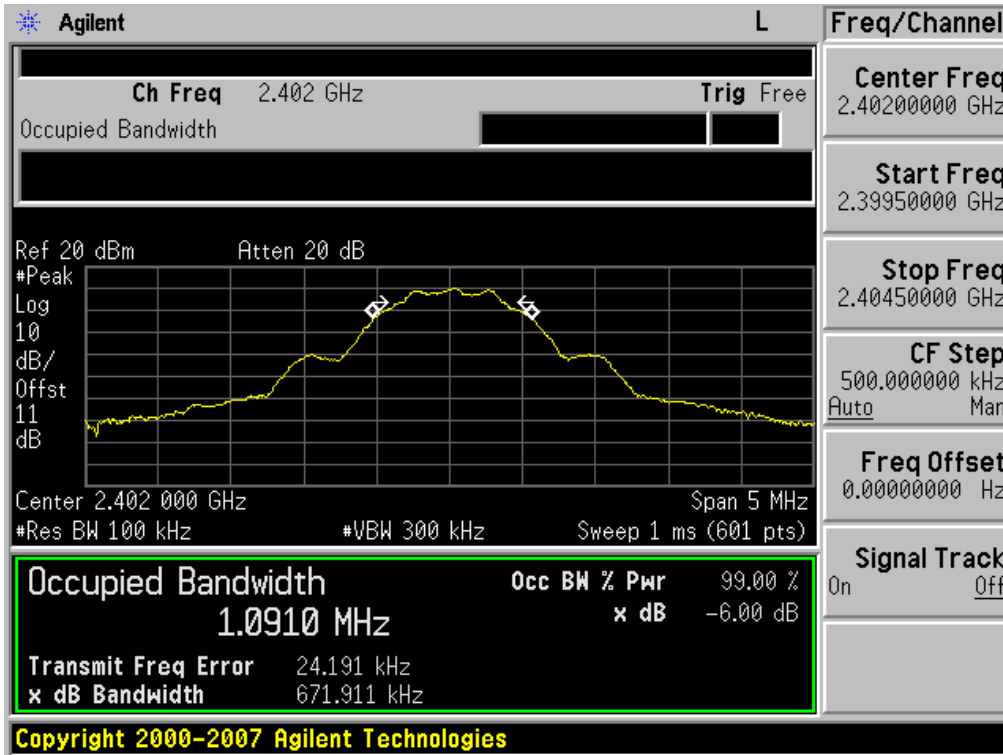 Agilent L
Ch Freq 2.402 GHz Trig Free
Occupied Bandwidth
Ref 20 dBm Atten 20 dB
#Peak
Log
10
dB/
Offst
11
dB
Center 2.402 000 GHz Span 5 MHz
#Res BW 100 kHz #VBW 300 kHz Sweep 1 ms (601 pts)
Occupied Bandwidth Occ BW % Pwr 99.00 %
1.0910 MHz x dB -6.00 dB
Transmit Freq Error 24.191 kHz
x dB Bandwidth 671.911 kHz
Copyright 2000-2007 Agilent Technologies
Freq/Channel
Center Freq
2.40200000 GHz
Start Freq
2.39950000 GHz
Stop Freq
2.40450000 GHz
CF Step
500.000000 kHz
Auto Man
Freq Offset
0.00000000 Hz
Signal Track
On Off